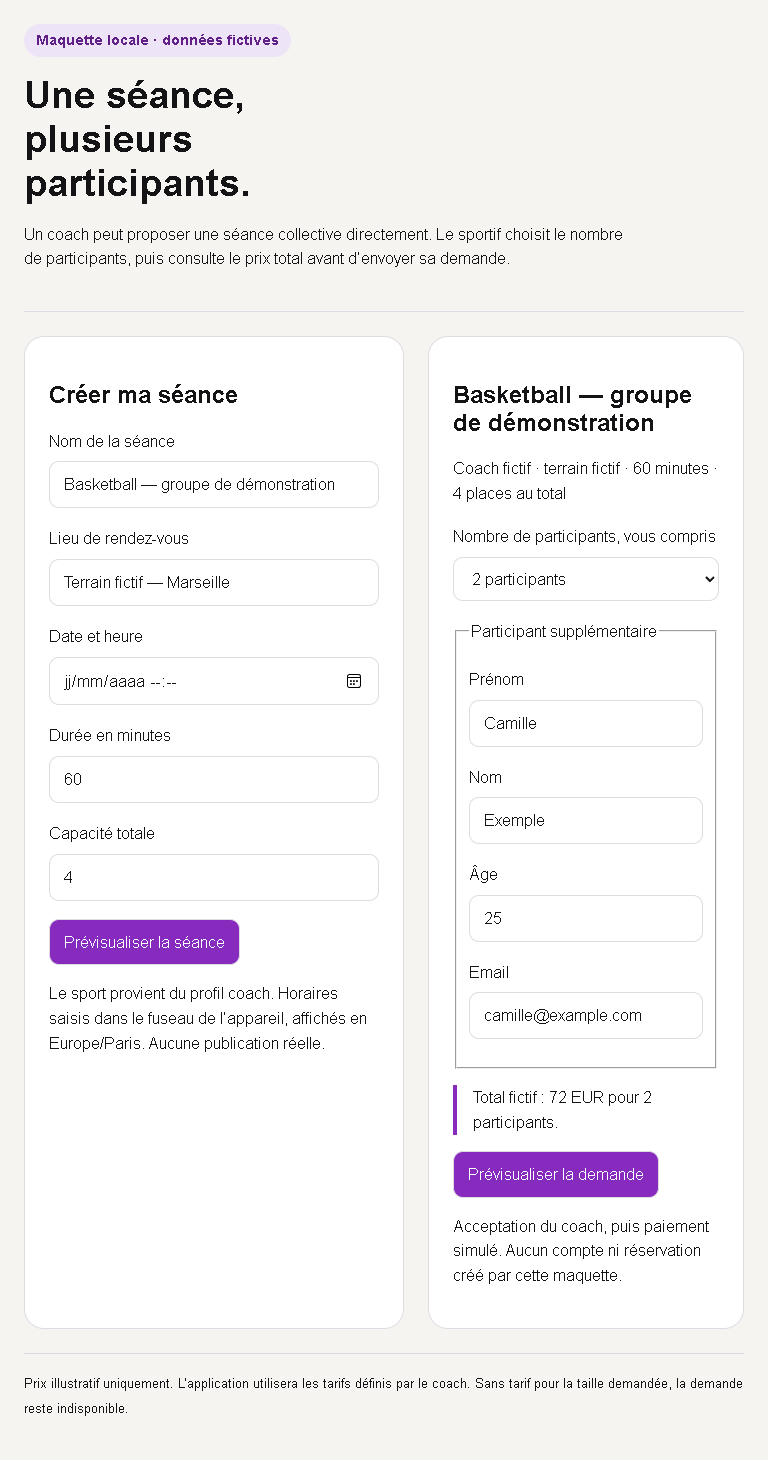 Maquette locale · données fictives
Une séance,
plusieurs
participants.
Un coach peut proposer une séance collective directement. Le sportif choisit le nombre
de participants, puis consulte le prix total avant d'envoyer sa demande.
Créer ma séance
Nom de la séance
Basketball — groupe de démonstration
Lieu de rendez-vous
Terrain fictif — Marseille
Date et heure
jj/mm/aaaa --:--
Durée en minutes
60
Capacité totale
4
Prévisualiser la séance
Le sport provient du profil coach. Horaires
saisis dans le fuseau de l'appareil, affichés en
Europe/Paris. Aucune publication réelle.
Basketball — groupe
de démonstration
Coach fictif · terrain fictif · 60 minutes ·
4 places au total
Nombre de participants, vous compris
2 participants
Participant supplémentaire
Prénom
Camille
Nom
Exemple
Âge
25
Email
camille@example.com
Total fictif : 72 EUR pour 2
participants.
Prévisualiser la demande
Acceptation du coach, puis paiement
simulé. Aucun compte ni réservation
créé par cette maquette.
Prix illustratif uniquement. L'application utilisera les tarifs définis par le coach. Sans tarif pour la taille demandée, la demande
reste indisponible.